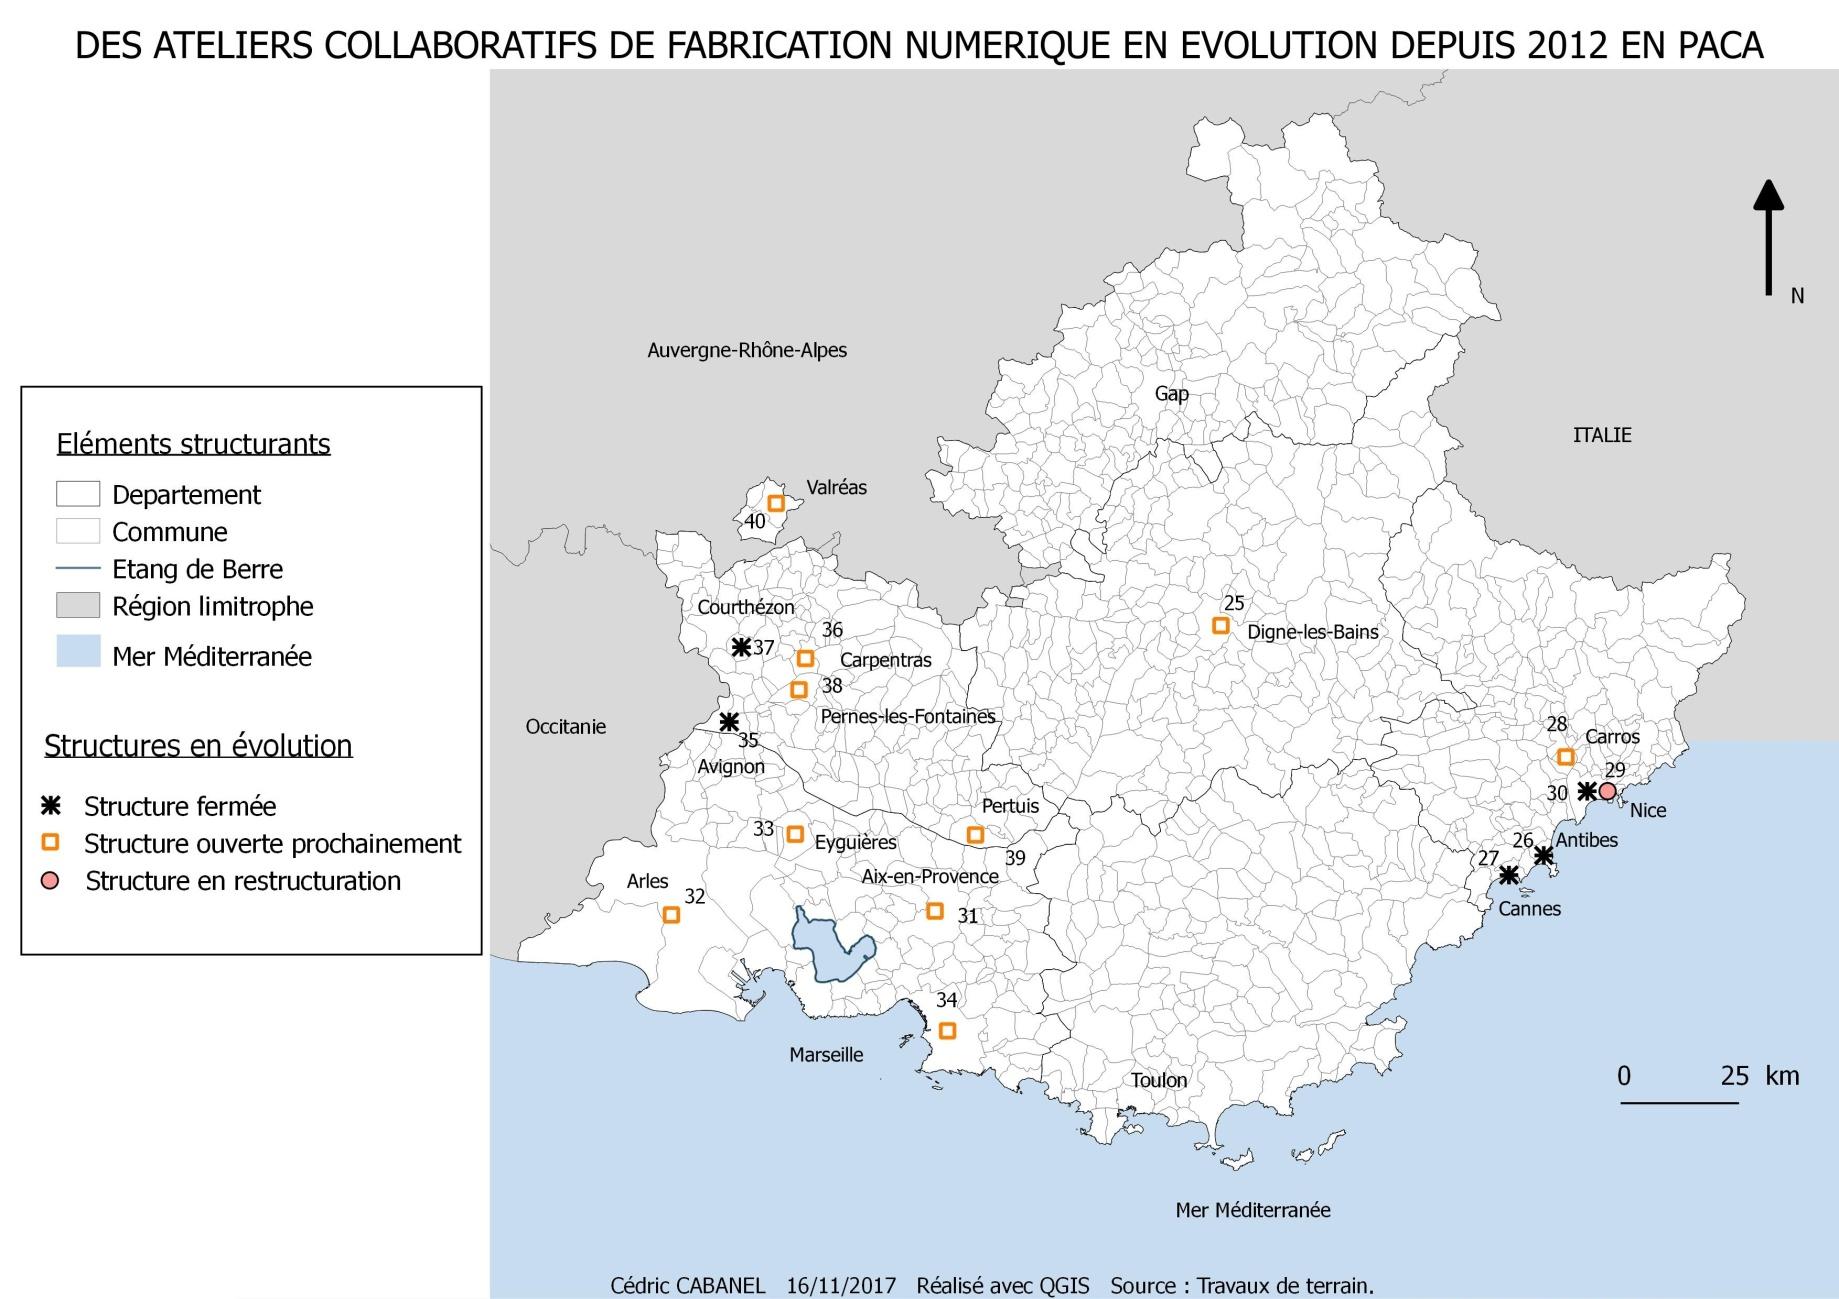 DES ATELIERS COLLABORATIFS DE FABRICATION NUMERIQUE EN EVOLUTION DEPUIS 2012 EN PACA
N
Auvergne-Rhône-Alpes
Gap
ITALIE
Eléments structurants
Departement
Commune
Etang de Berre
Région limitrophe
Mer Méditerranée
Structures en évolution
Structure fermée
Structure ouverte prochainement
Structure en restructuration
Valréas
40
Courthézon
37
36
Carpentras
38
Pernes-les-Fontaines
35
Avignon
Occitanie
25
Digne-les-Bains
28
Carros
29
30
Nice
26
Antibes
27
Cannes
Pertuis
39
33
Eyguières
Aix-en-Provence
31
Arles
32
34
Marseille
Toulon
0 25 km
Mer Méditerranée
Cédric CABANEL 16/11/2017 Réalisé avec QGIS Source : Travaux de terrain.